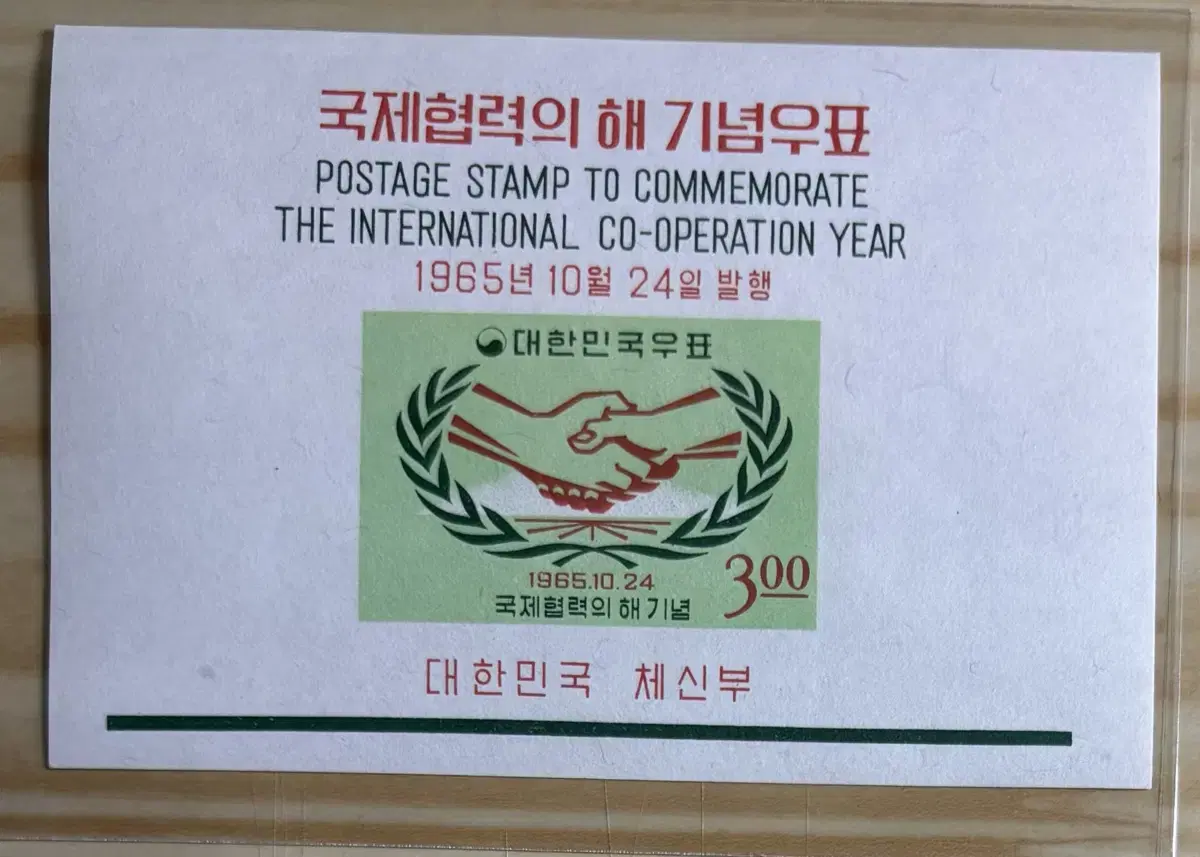 국제협력의 해 기념우표
POSTAGE STAMP TO COMMEMORATE
THE INTERNATIONAL CO-OPERATION YEAR
1965년 10월 24일 발행
대한민국우표
1965.10.24
국제협력의 해 기념
300
대한민국 체신부